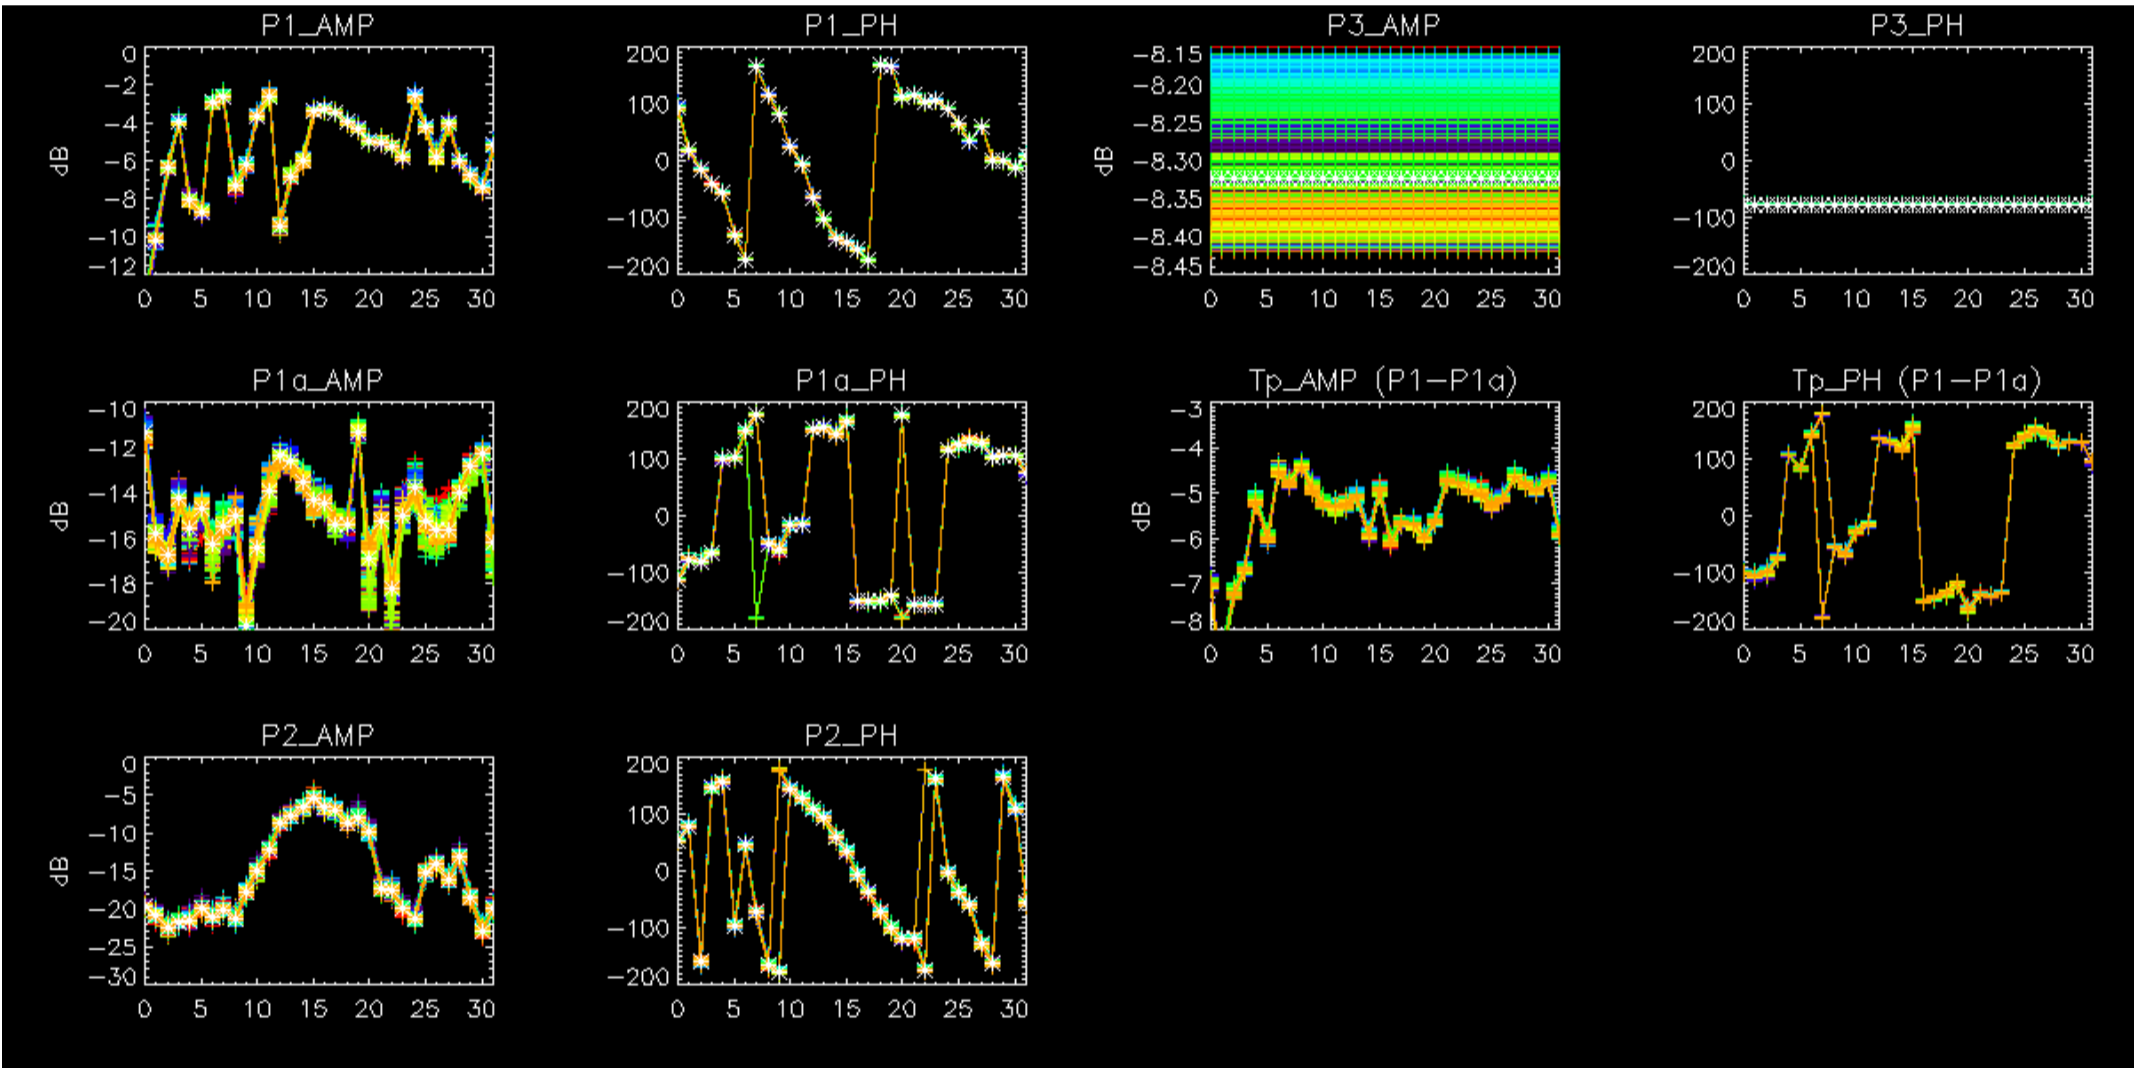 P1_AMP
P1_PH
P3_AMP
P3_PH
dB
0
-2
-4
-6
-8
-10
-12
0 5 10 15 20 25 30
200
100
0
-100
-200
0 5 10 15 20 25 30
dB
-8.15
-8.20
-8.25
-8.30
-8.35
-8.40
-8.45
0 5 10 15 20 25 30
200
100
0
-100
-200
0 5 10 15 20 25 30
P1a_AMP
P1a_PH
Tp_AMP (P1-P1a)
Tp_PH (P1-P1a)
dB
-10
-12
-14
-16
-18
-20
0 5 10 15 20 25 30
200
100
0
-100
-200
0 5 10 15 20 25 30
dB
-3
-4
-5
-6
-7
-8
0 5 10 15 20 25 30
200
100
0
-100
-200
0 5 10 15 20 25 30
P2_AMP
P2_PH
dB
0
-5
-10
-15
-20
-25
-30
0 5 10 15 20 25 30
200
100
0
-100
-200
0 5 10 15 20 25 30